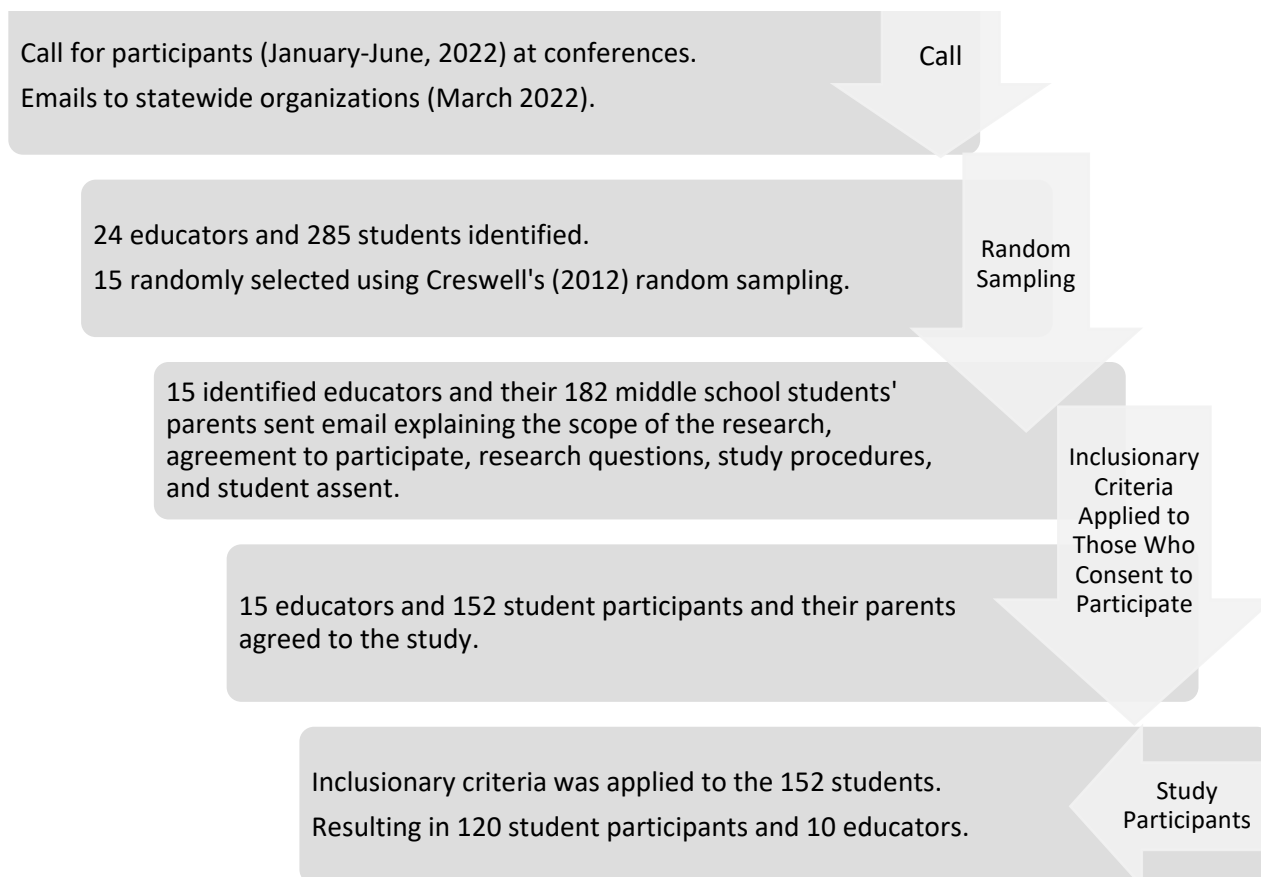 Call for participants (January-June, 2022) at conferences.
Emails to statewide organizations (March 2022).
Call
24 educators and 285 students identified.
15 randomly selected using Creswell's (2012) random sampling.
Random
Sampling
15 identified educators and their 182 middle school students'
parents sent email explaining the scope of the research,
agreement to participate, research questions, study procedures,
and student assent.
Inclusionary
Criteria
Applied to
Those Who
Consent to
Participate
15 educators and 152 student participants and their parents
agreed to the study.
Inclusionary criteria was applied to the 152 students.
Resulting in 120 student participants and 10 educators.
Study
Participants